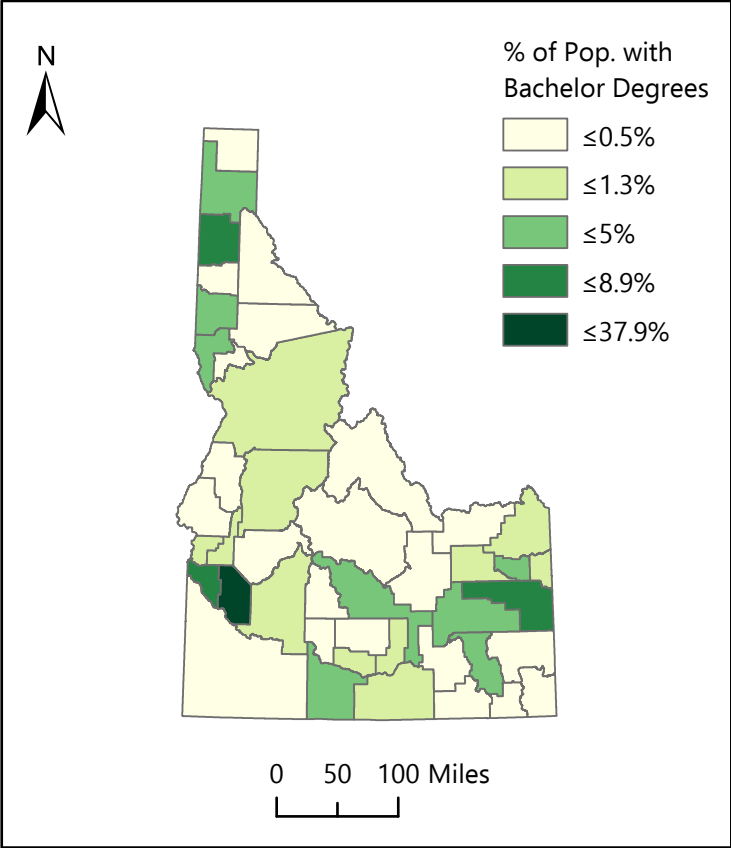 N
% of Pop. with
Bachelor Degrees
≤0.5%
≤1.3%
≤5%
≤8.9%
≤37.9%
0 50 100 Miles